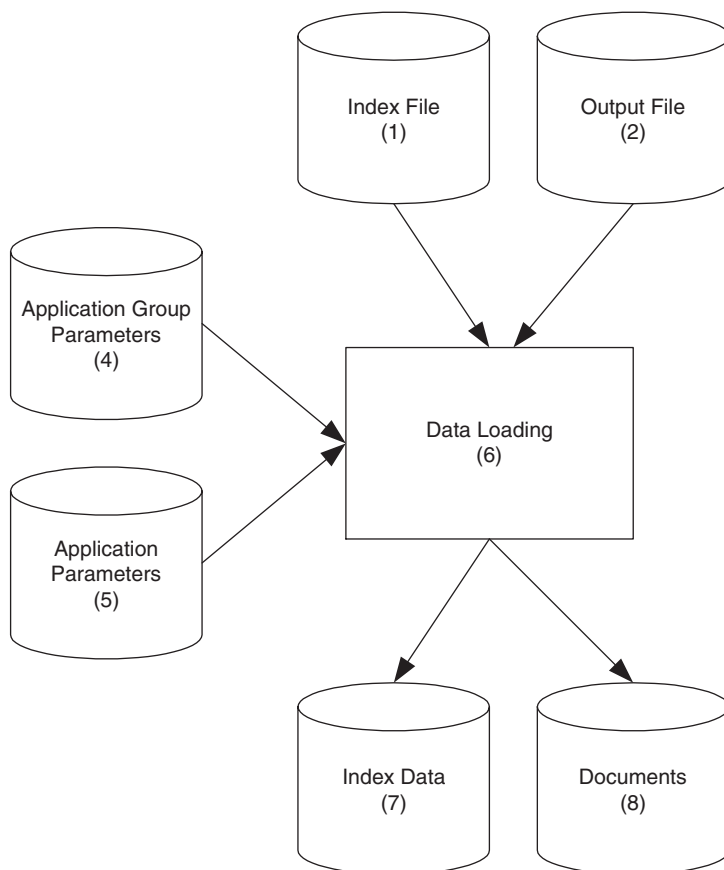 Index File
(1)
Output File
(2)
Application Group
Parameters
(4)
Data Loading
(6)
Application
Parameters
(5)
Index Data
(7)
Documents
(8)